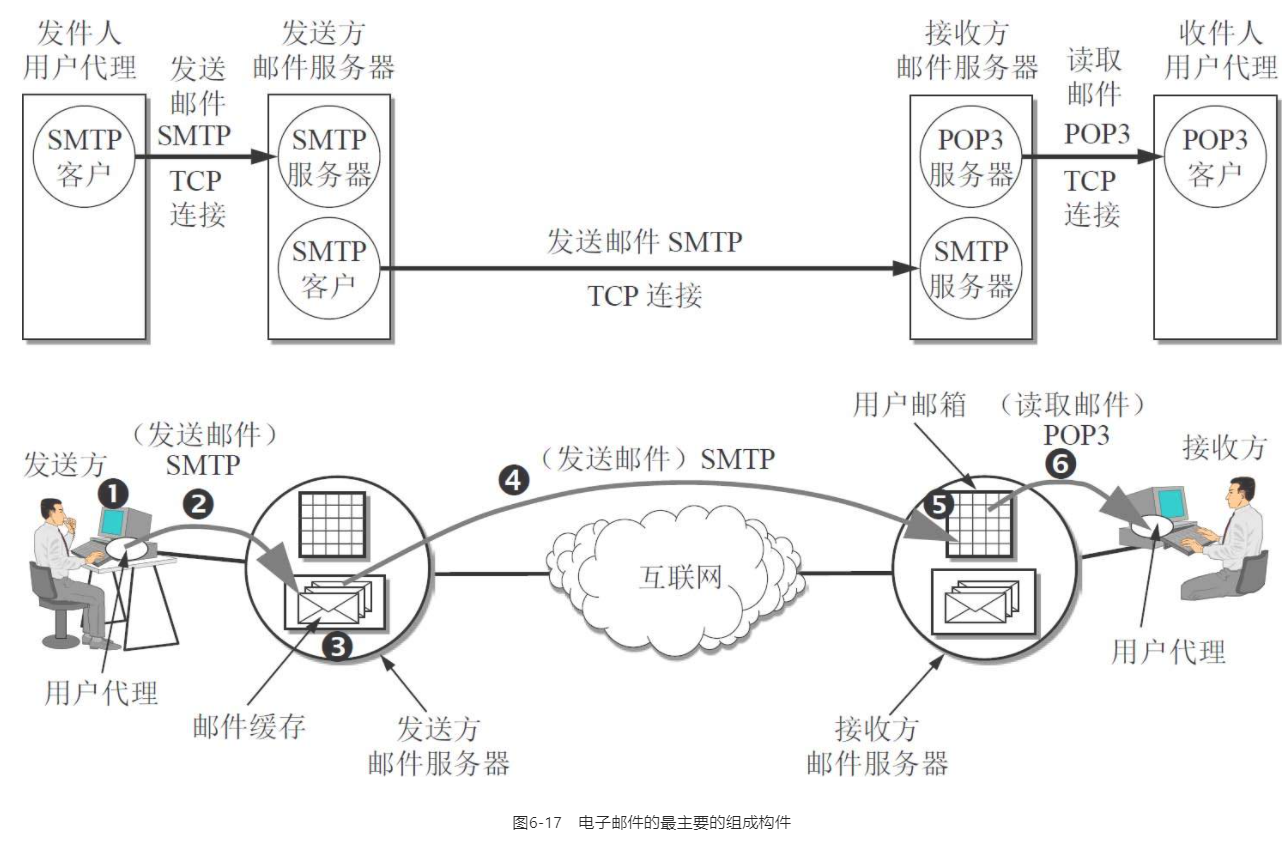 发件人
用户代理
发送方
邮件服务器
接收方
邮件服务器
收件人
用户代理
发送
邮件
SMTP
TCP
连接
读取
邮件
POP3
TCP
连接
SMTP
客户
SMTP
服务器
SMTP
客户
POP3
服务器
SMTP
服务器
POP3
客户
发送邮件 SMTP
TCP 连接
发送方
（发送邮件）
SMTP
（发送邮件）SMTP
用户邮箱
（读取邮件）
POP3
接收方
❶
❷
❸
❹
❺
❻
互联网
用户代理
邮件缓存
发送方
邮件服务器
接收方
邮件服务器
用户代理
图6-17 电子邮件的最主要的组成构件